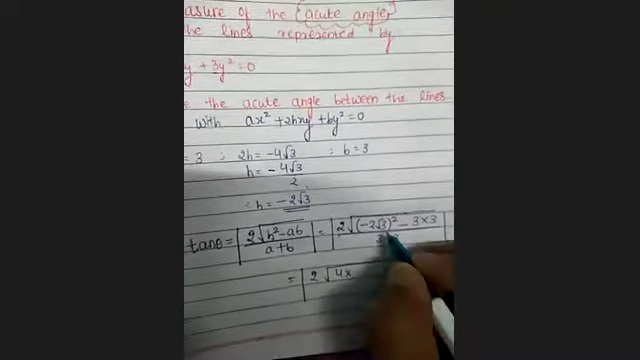 asure of the "acute angle"
he lines represented by
y + 3y² = 0
e the acute angle between the lines
With ax² + 2hxy + by² = 0
= 3 ; 2h = -4√3 ; b = 3
h = -4√3
2
∴ h = -2√3
tanθ = |2√h²-ab / a+b| = |2√(-2√3)² - 3×3 / 3
= |2√4×